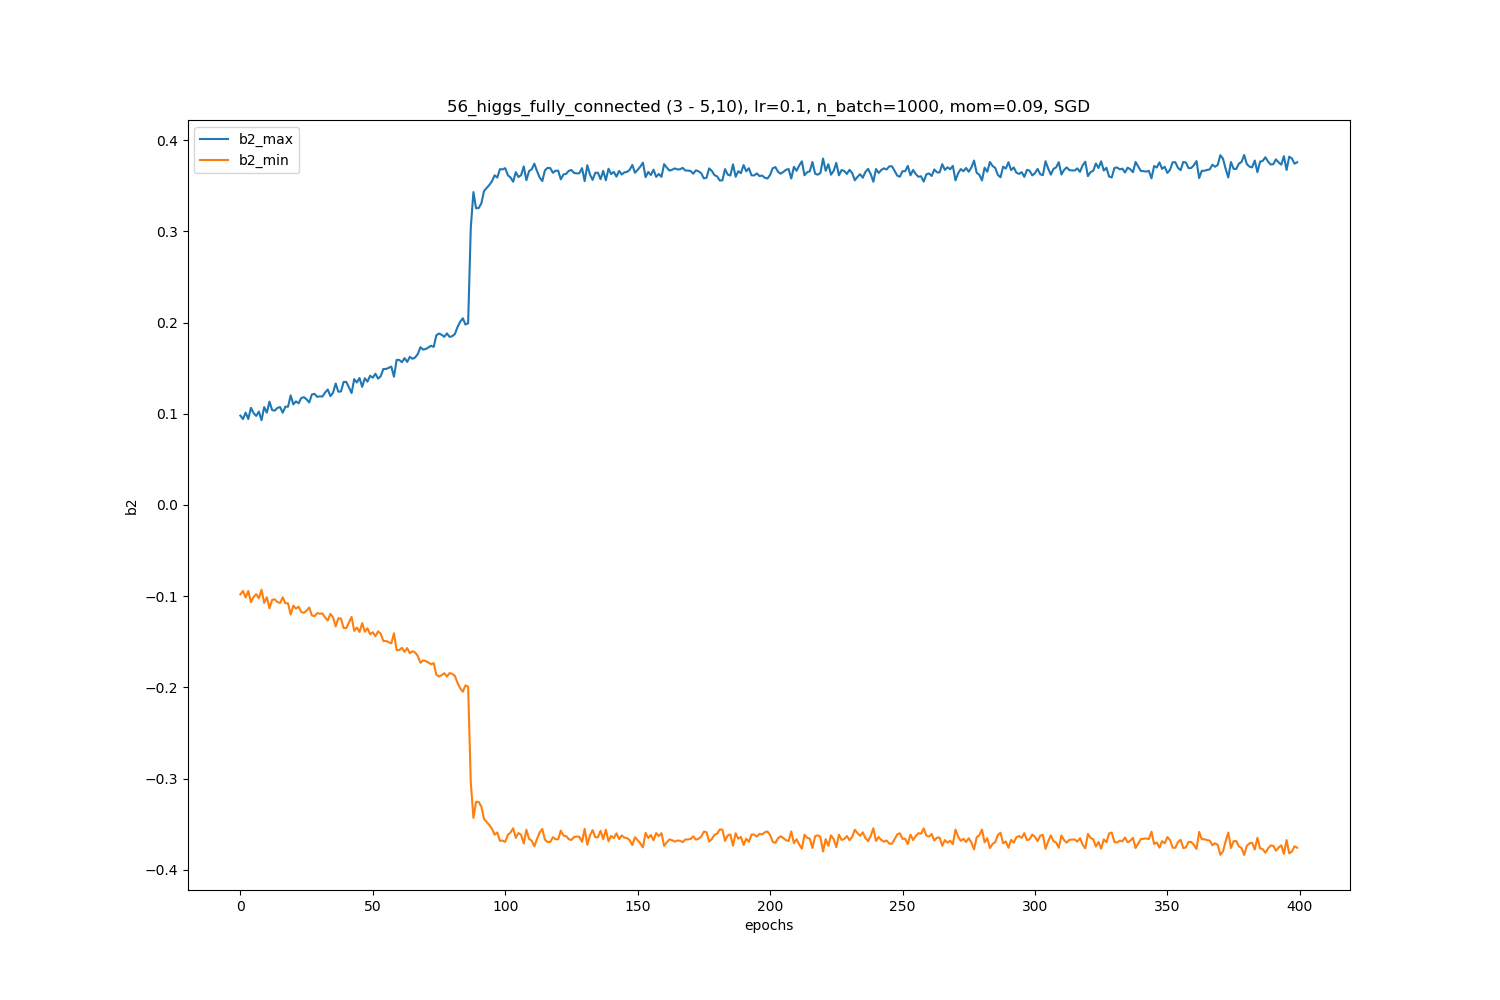 56_higgs_fully_connected (3 - 5,10), lr=0.1, n_batch=1000, mom=0.09, SGD
b2_max
b2_min
0.4
0.3
0.2
0.1
0.0
−0.1
−0.2
−0.3
−0.4
b2
0 50 100 150 200 250 300 350 400
epochs